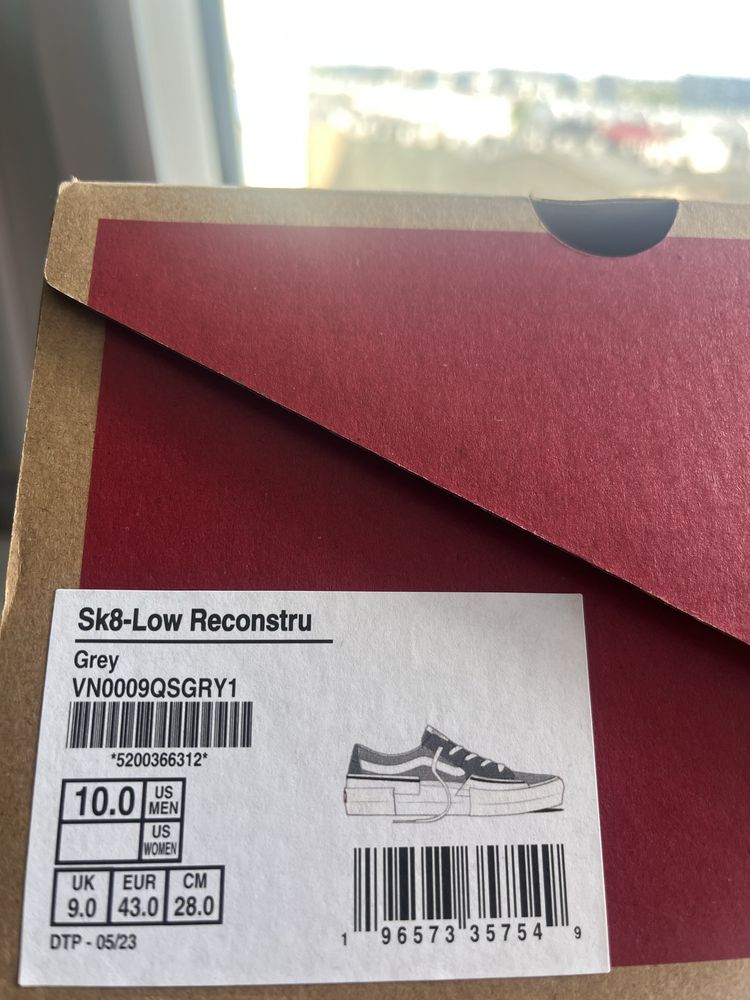 Sk8-Low Reconstru
Grey
VN0009QSGRY1
*5200366312*
10.0 US MEN
US WOMEN
UK EUR CM
9.0 43.0 28.0
DTP - 05/23
1 96573 35754 9